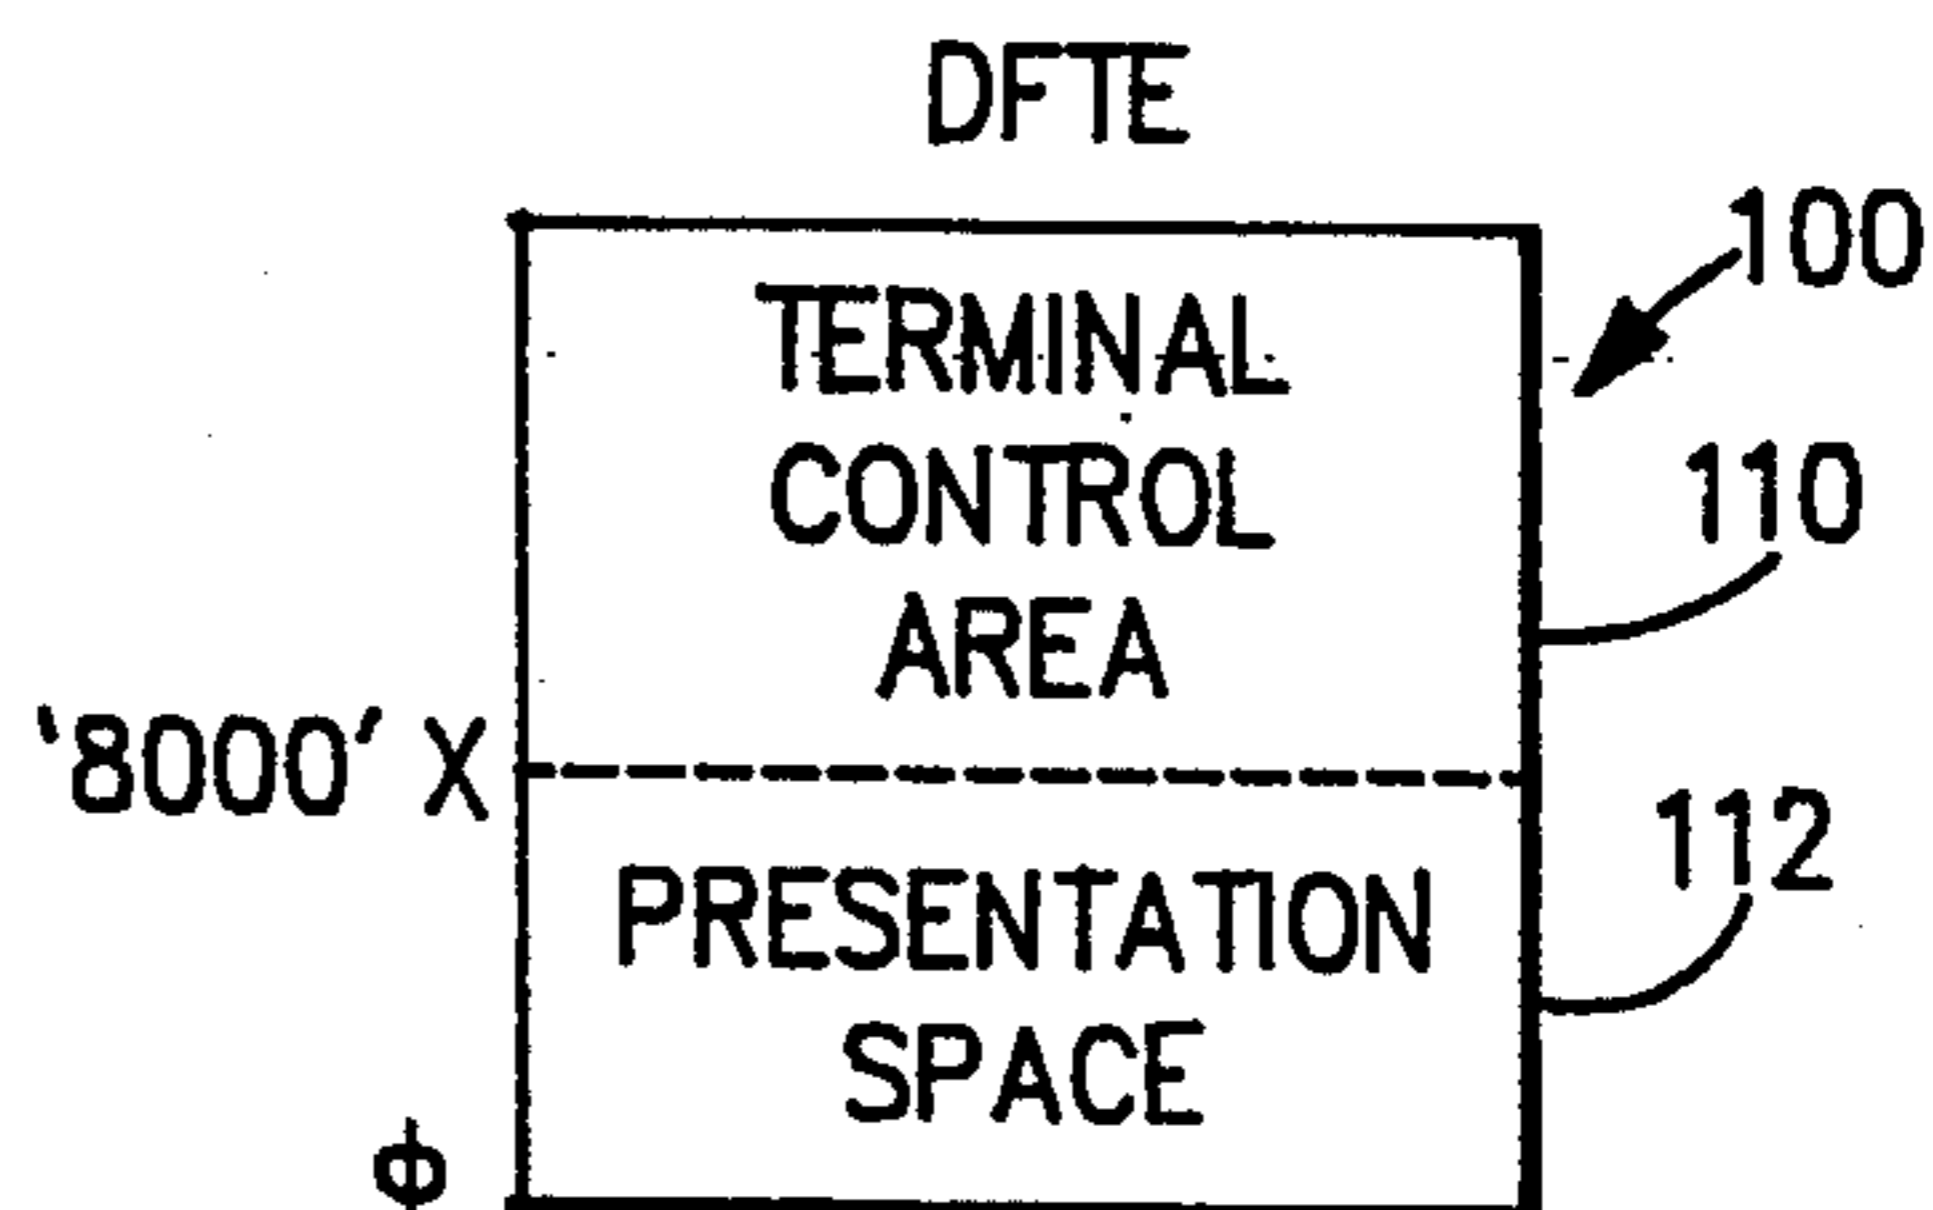 DFTE
100
TERMINAL
CONTROL
AREA
110
'8000' X
112
PRESENTATION
SPACE
ϕ